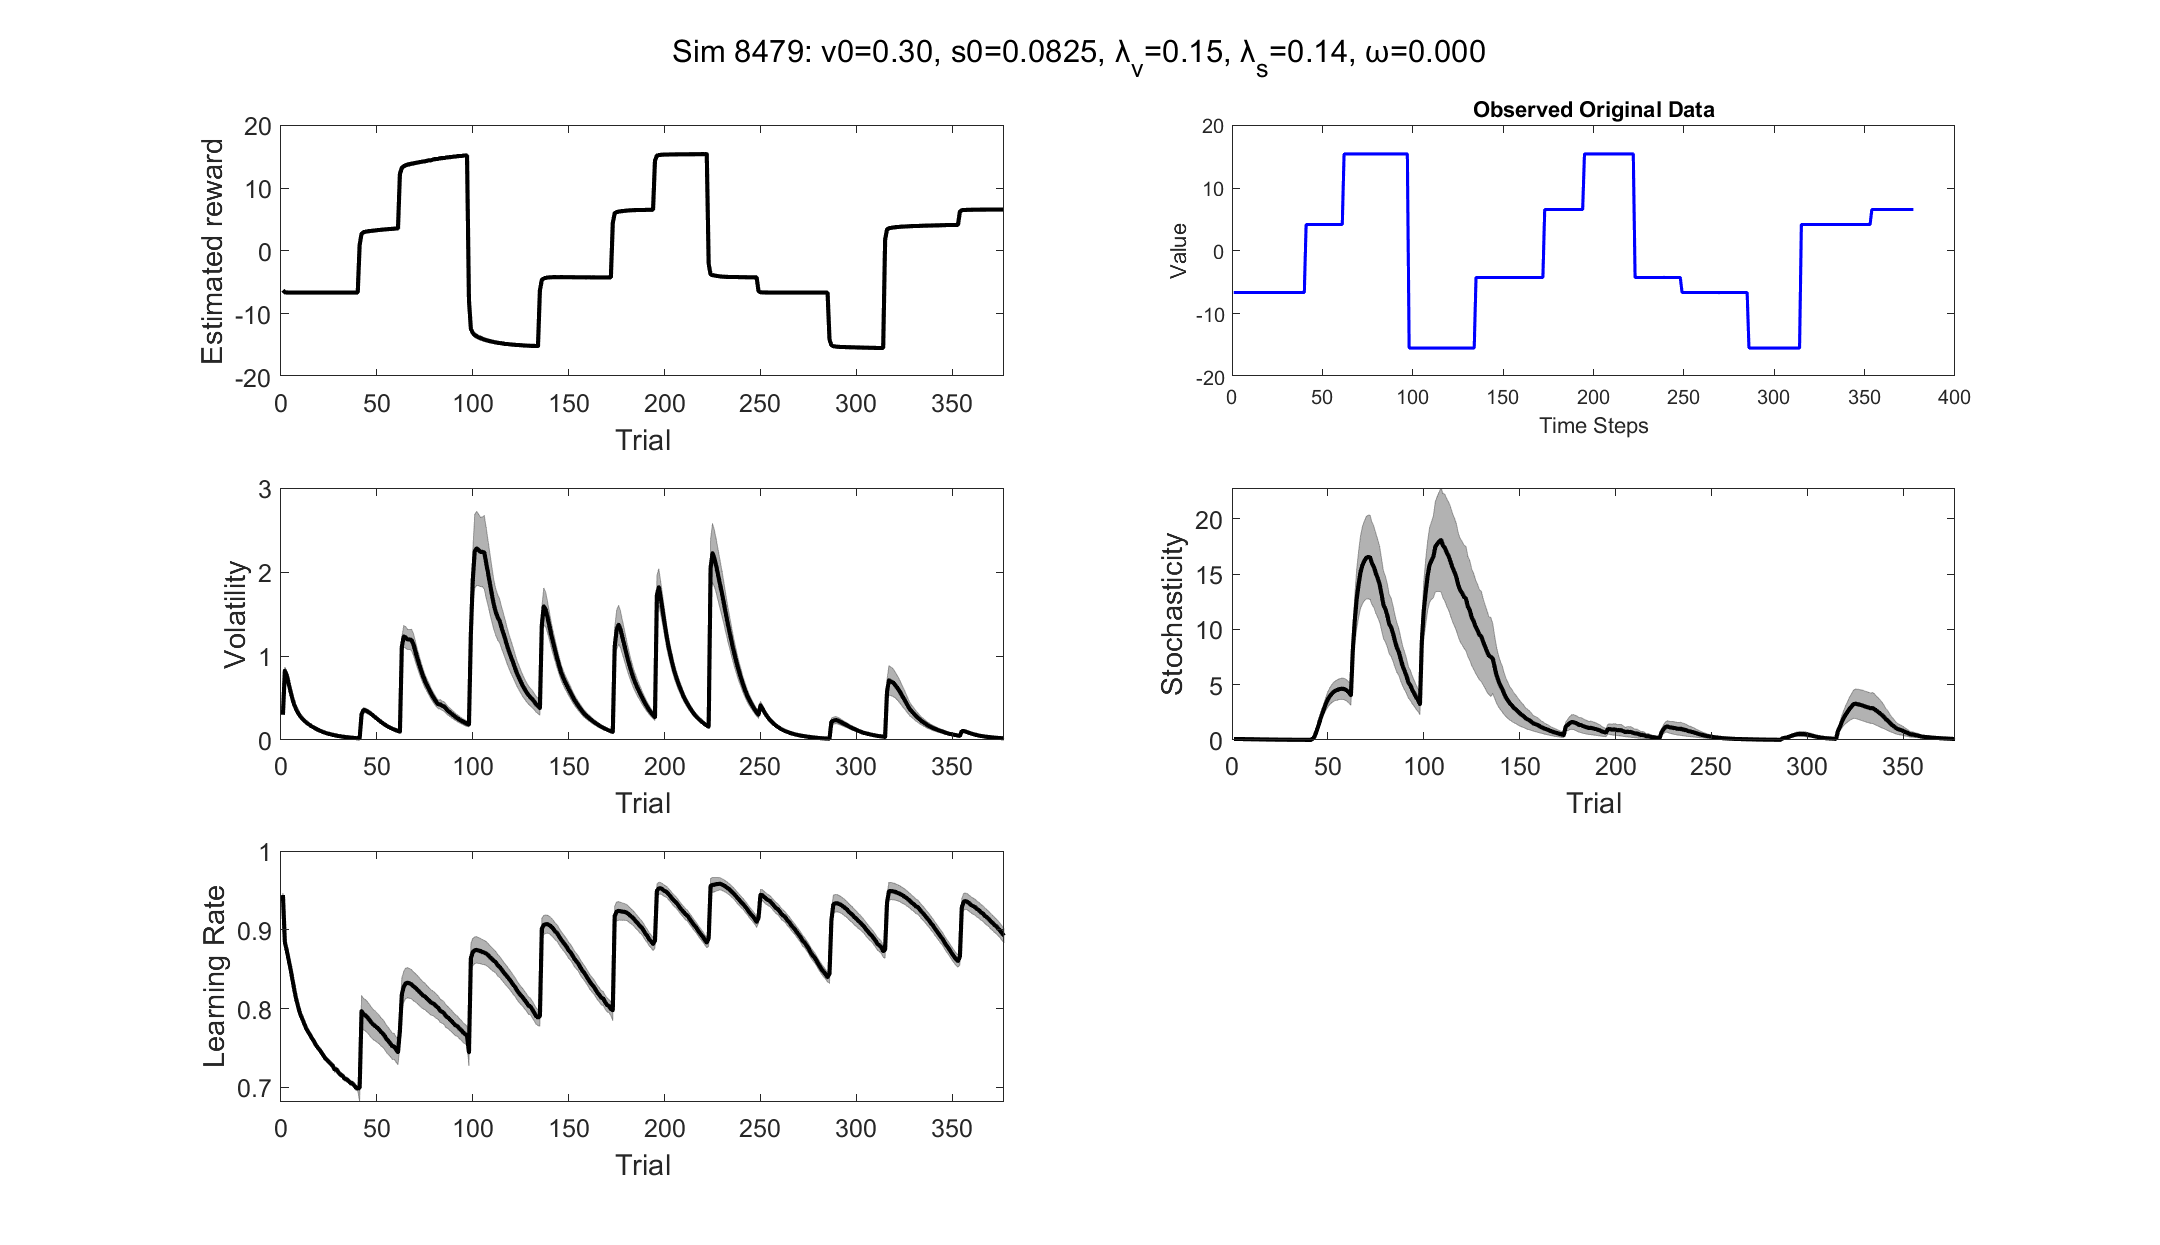 Sim 8479: v0=0.30, s0=0.0825, λv=0.15, λs=0.14, ω=0.000
Estimated reward
20
10
0
-10
-20
0 50 100 150 200 250 300 350
Trial
Observed Original Data
Value
20
10
0
-10
-20
0 50 100 150 200 250 300 350 400
Time Steps
Volatility
3
2
1
0
0 50 100 150 200 250 300 350
Trial
Stochasticity
20
15
10
5
0
0 50 100 150 200 250 300 350
Trial
Learning Rate
1
0.9
0.8
0.7
0 50 100 150 200 250 300 350
Trial